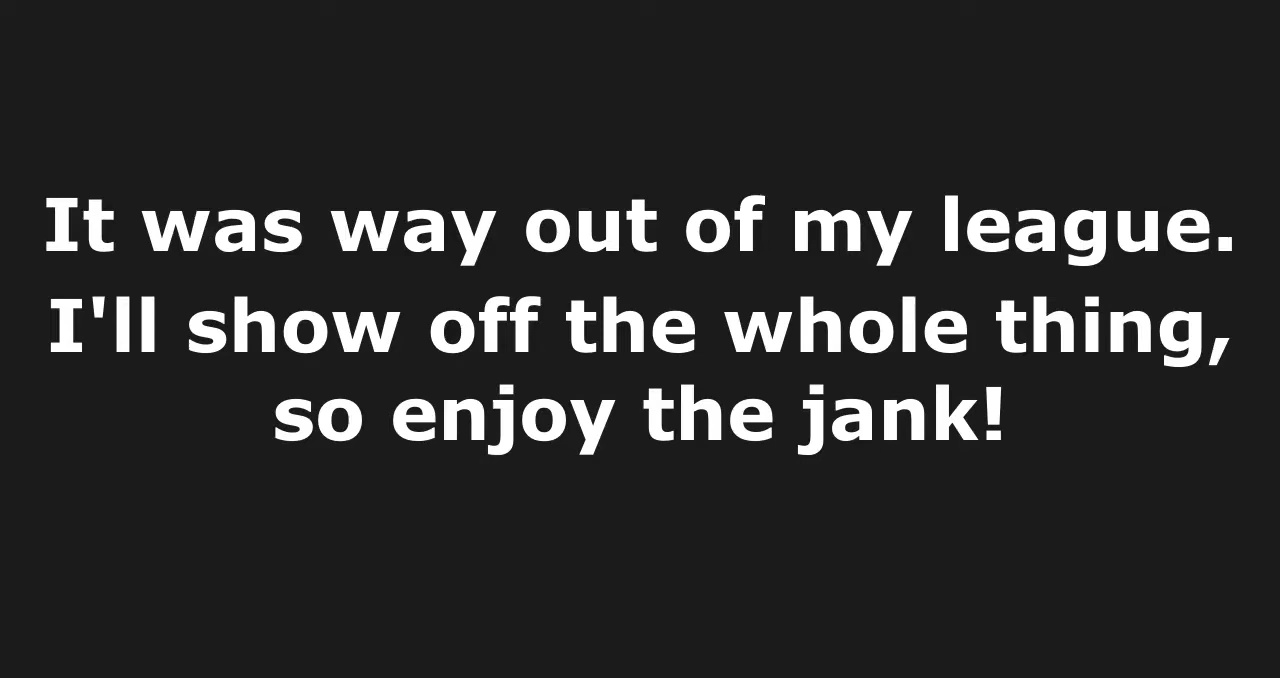 It was way out of my league.
I'll show off the whole thing,
so enjoy the jank!